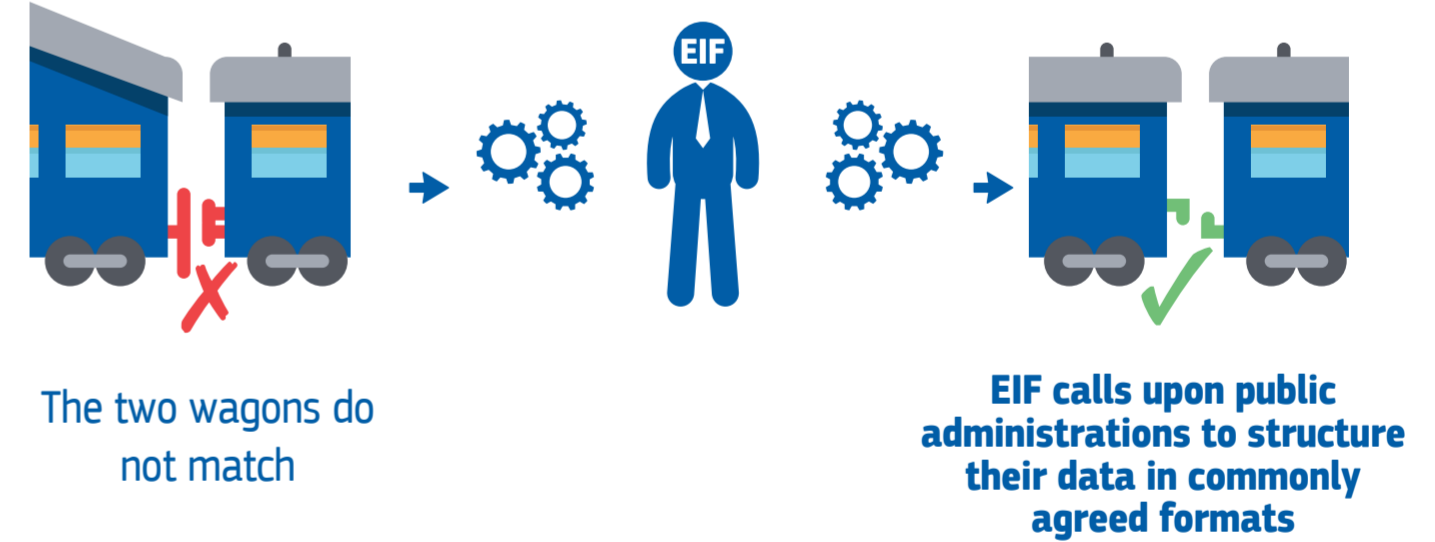 EIF
The two wagons do
not match
EIF calls upon public
administrations to structure
their data in commonly
agreed formats